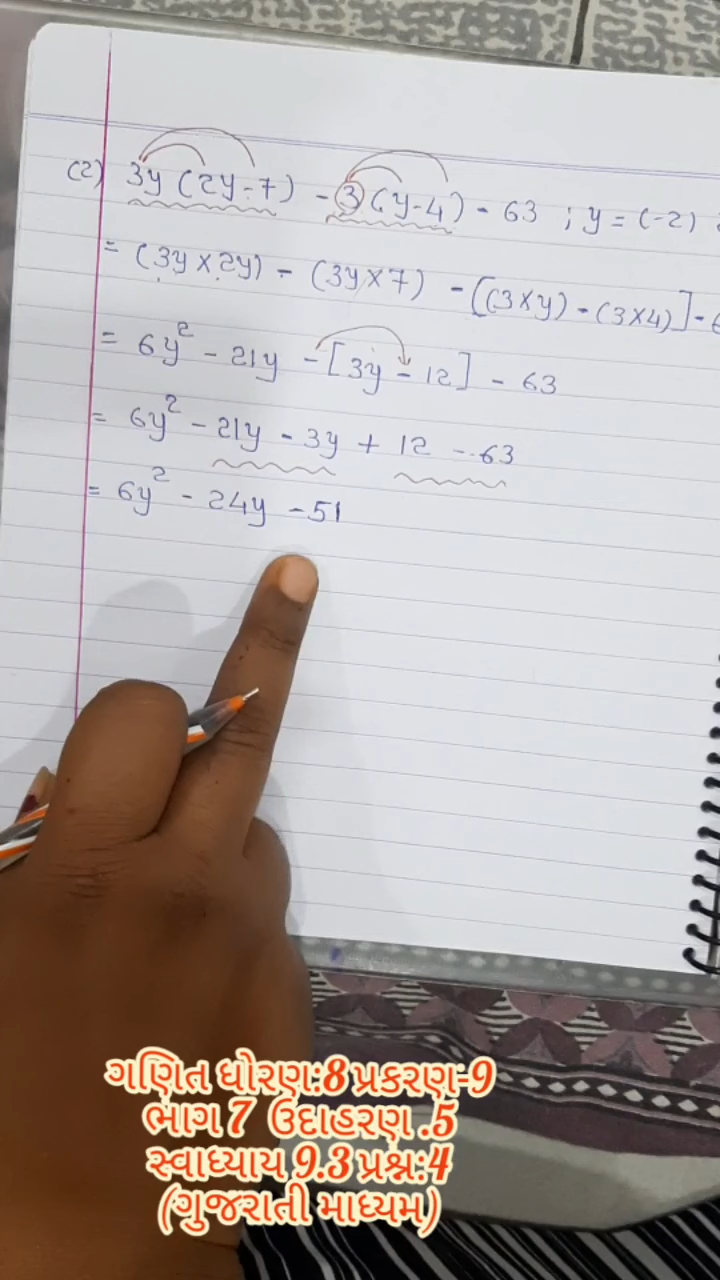 (2) 3y (2y - 7) - 3 (y - 4) - 63 ; y = (-2)
= (3y × 2y) - (3y × 7) - [(3 × y) - (3 × 4)] - 6
= 6y² - 21y - [3y - 12] - 63
= 6y² - 21y - 3y + 12 - 63
= 6y² - 24y - 51
ગણિત ધોરણ:8 પ્રકરણ-9
ભાગ 7 ઉદાહરણ .5
સ્વાધ્યાય 9.3 પ્રશ્ન:4
(ગુજરાતી માધ્યમ)